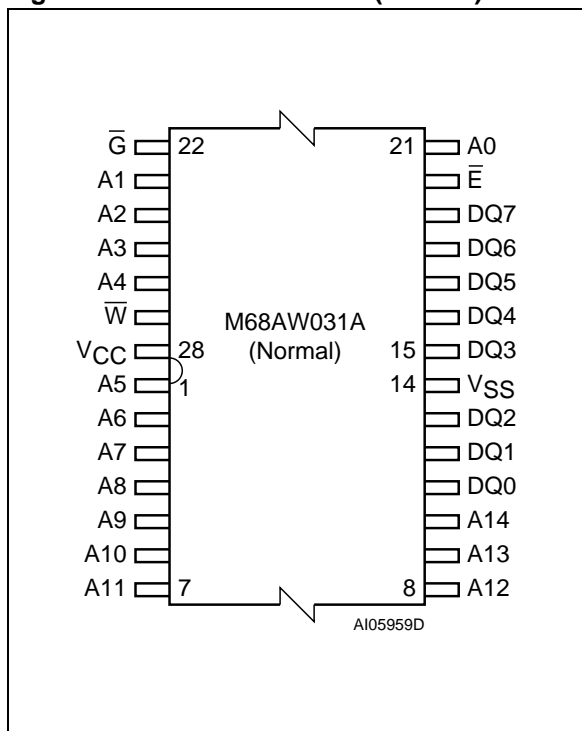 G̅ 22 21 A0
A1 E̅
A2 DQ7
A3 DQ6
A4 DQ5
W̅ DQ4
M68AW031A
VCC 28 (Normal) 15 DQ3
A5 1 14 VSS
A6 DQ2
A7 DQ1
A8 DQ0
A9 A14
A10 A13
A11 7 8 A12
AI05959D